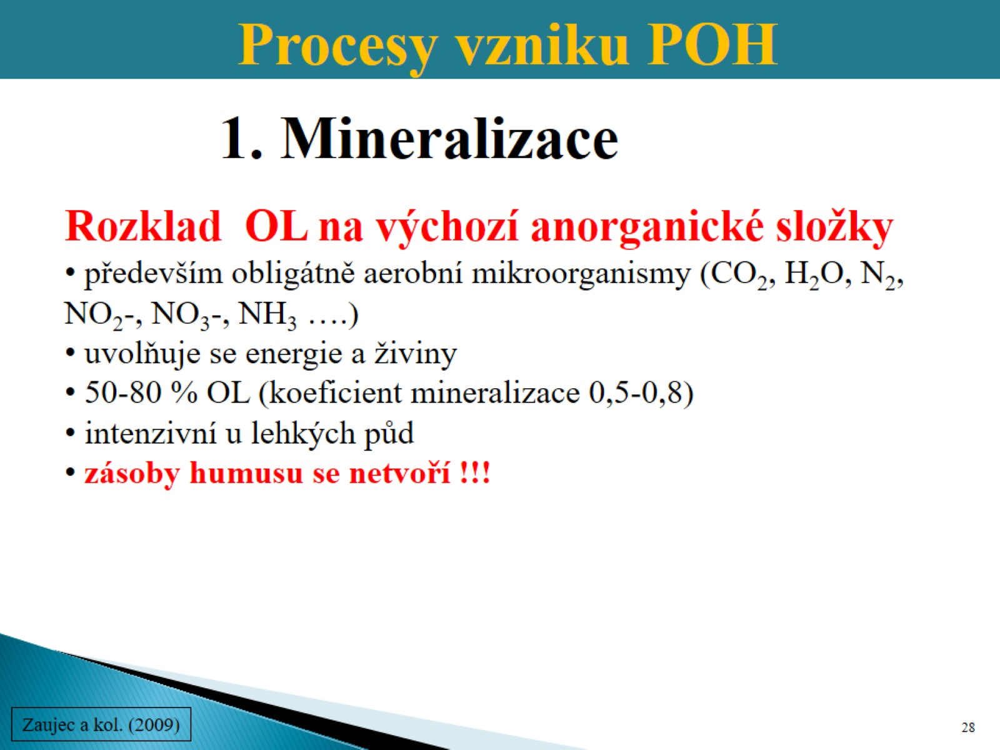 Procesy vzniku POH
1. Mineralizace
Rozklad  OL na výchozí anorganické složky
• především obligátně aerobní mikroorganismy (CO₂, H₂O, N₂,
NO₂-, NO₃-, NH₃ ….)
• uvolňuje se energie a živiny
• 50-80 % OL (koeficient mineralizace 0,5-0,8)
• intenzivní u lehkých půd
• zásoby humusu se netvoří !!!
Zaujec a kol. (2009)
28